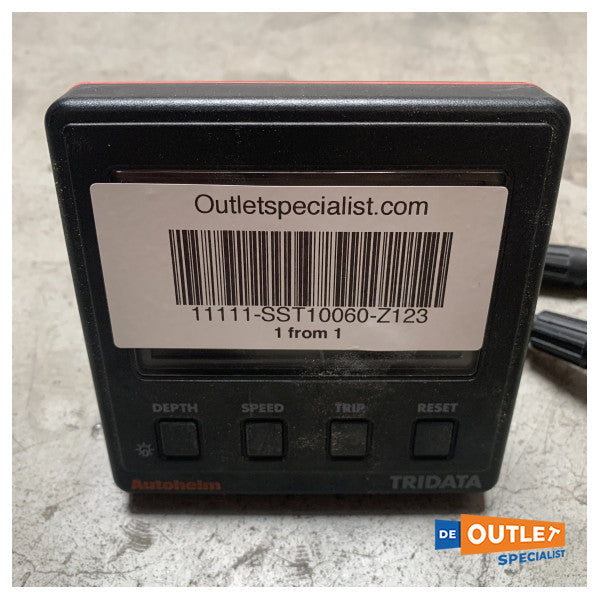 Outletspecialist.com
11111-SST10060-Z123
1 from 1
DEPTH SPEED TRIP RESET
Autohelm TRIDATA
DE OUTLET
SPECIALIST